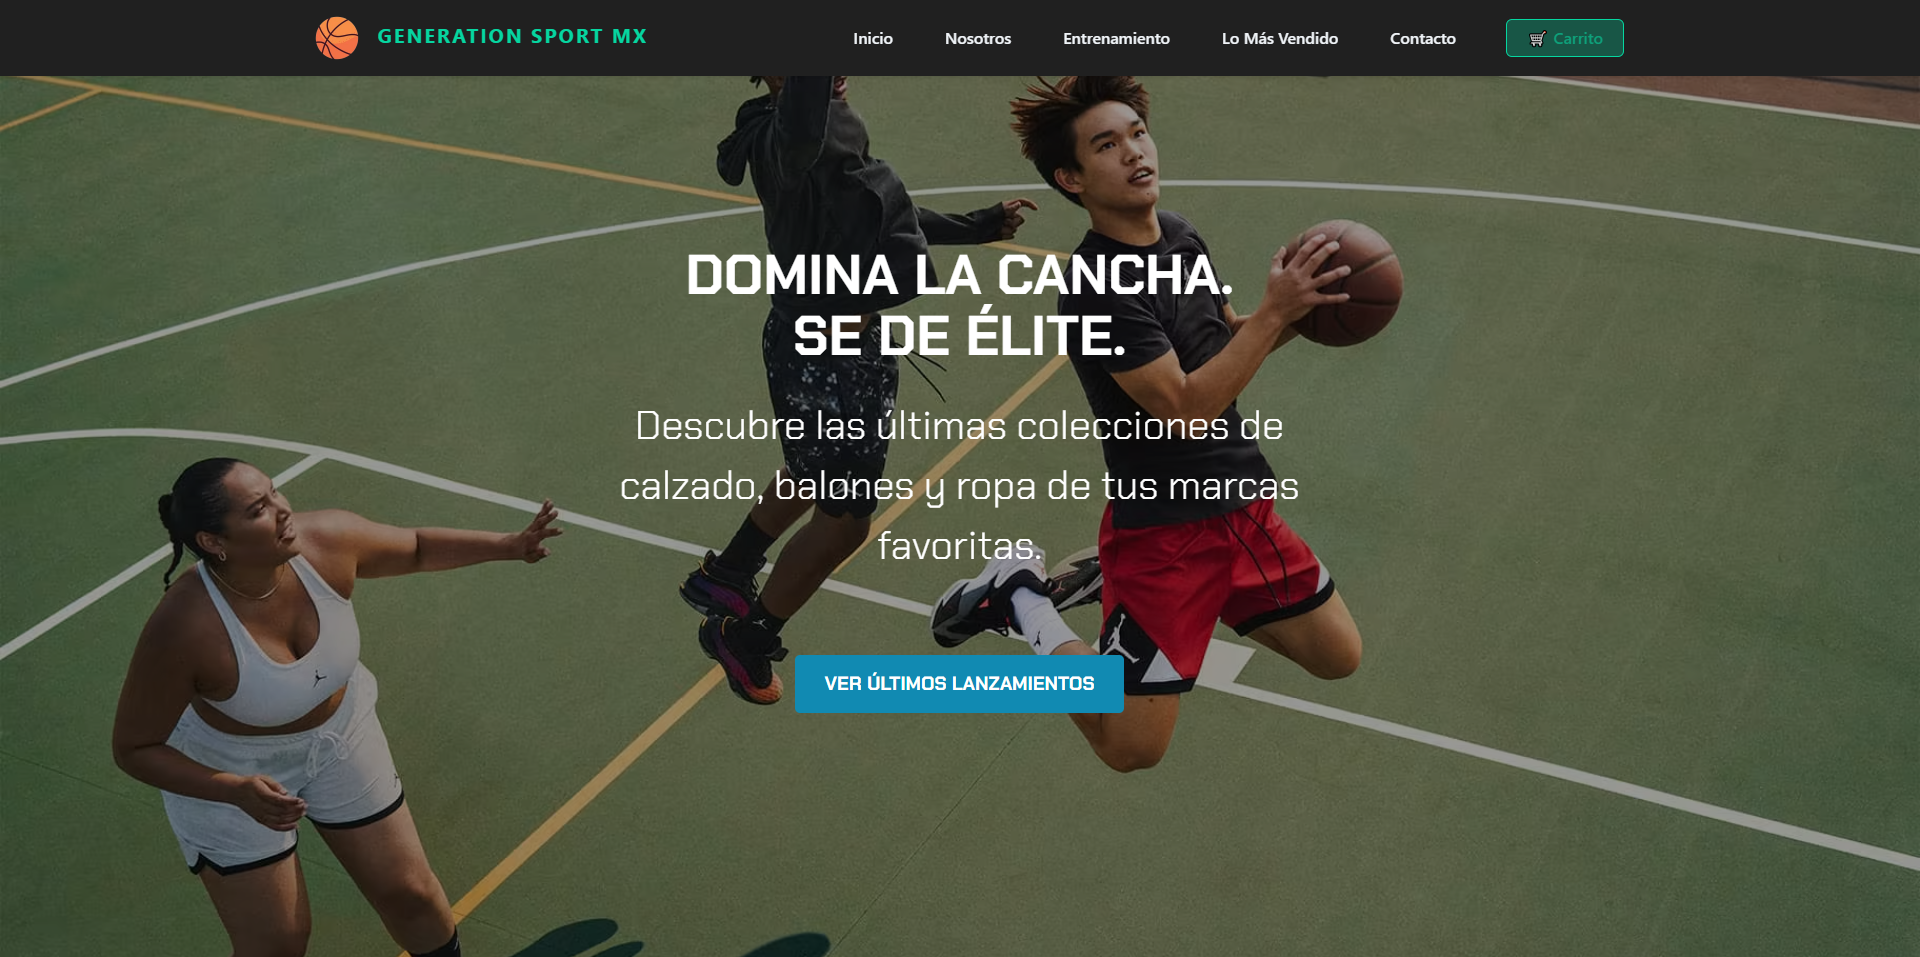 GENERATION SPORT MX
Inicio
Nosotros
Entrenamiento
Lo Más Vendido
Contacto
Carrito
DOMINA LA CANCHA.
SE DE ÉLITE.
Descubre las últimas colecciones de
calzado, balones y ropa de tus marcas
favoritas.
VER ÚLTIMOS LANZAMIENTOS